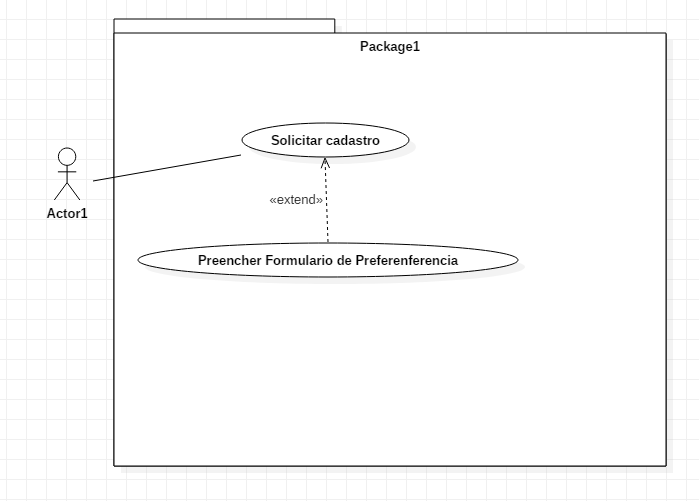 Package1
Solicitar cadastro
Actor1
«extend»
Preencher Formulario de Preferenferencia